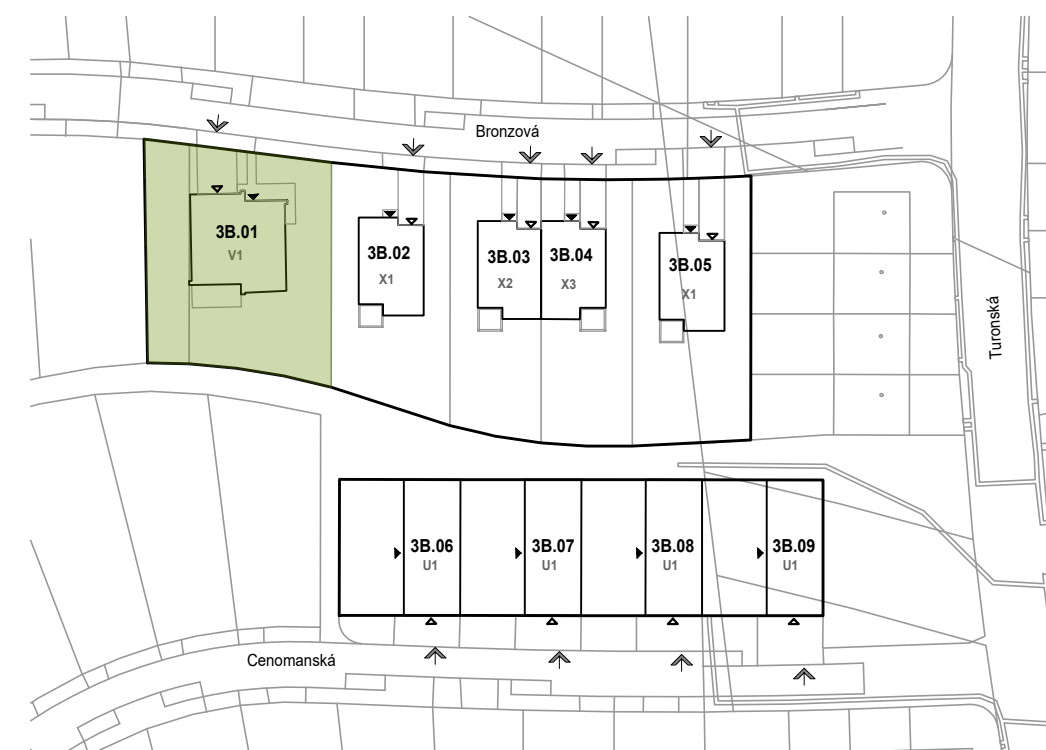 Bronzová
3B.01
V1
3B.02
X1
3B.03
X2
3B.04
X3
3B.05
X1
Turonská
3B.06
U1
3B.07
U1
3B.08
U1
3B.09
U1
Cenomanská